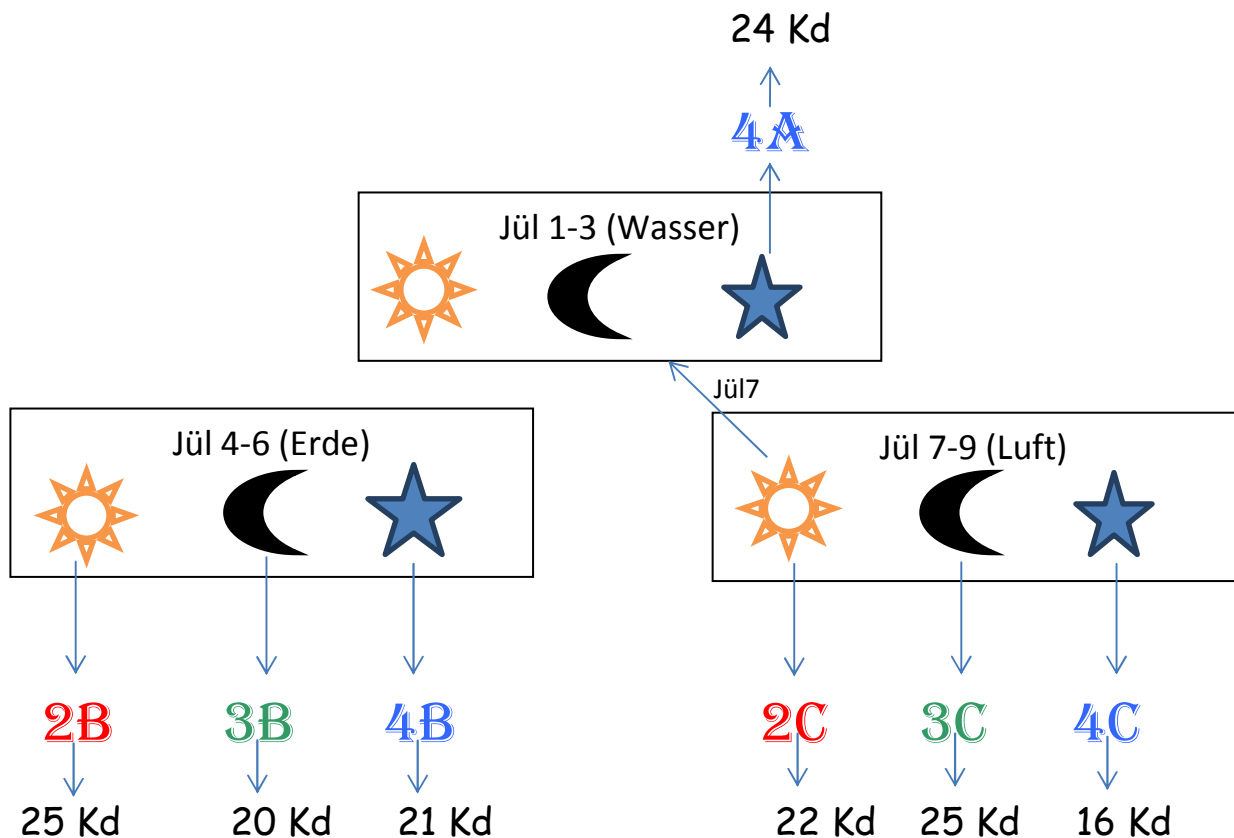 24 Kd
4A
Jül 1-3 (Wasser)
Jül7
Jül 4-6 (Erde)
Jül 7-9 (Luft)
2B 3B 4B 2C 3C 4C
25 Kd 20 Kd 21 Kd 22 Kd 25 Kd 16 Kd